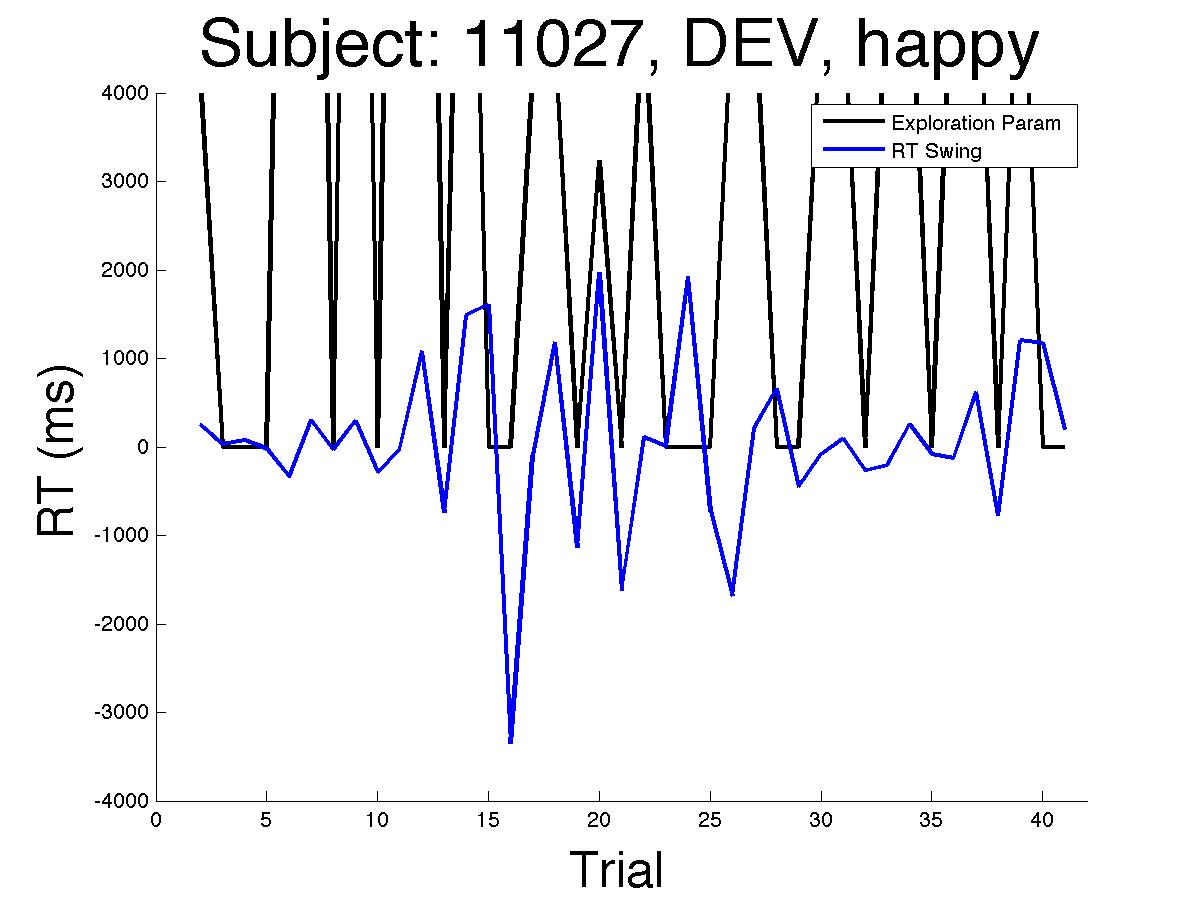 Subject: 11027, DEV, happy
4000
3000
2000
1000
0
-1000
-2000
-3000
-4000
RT (ms)
Exploration Param
RT Swing
0 5 10 15 20 25 30 35 40
Trial